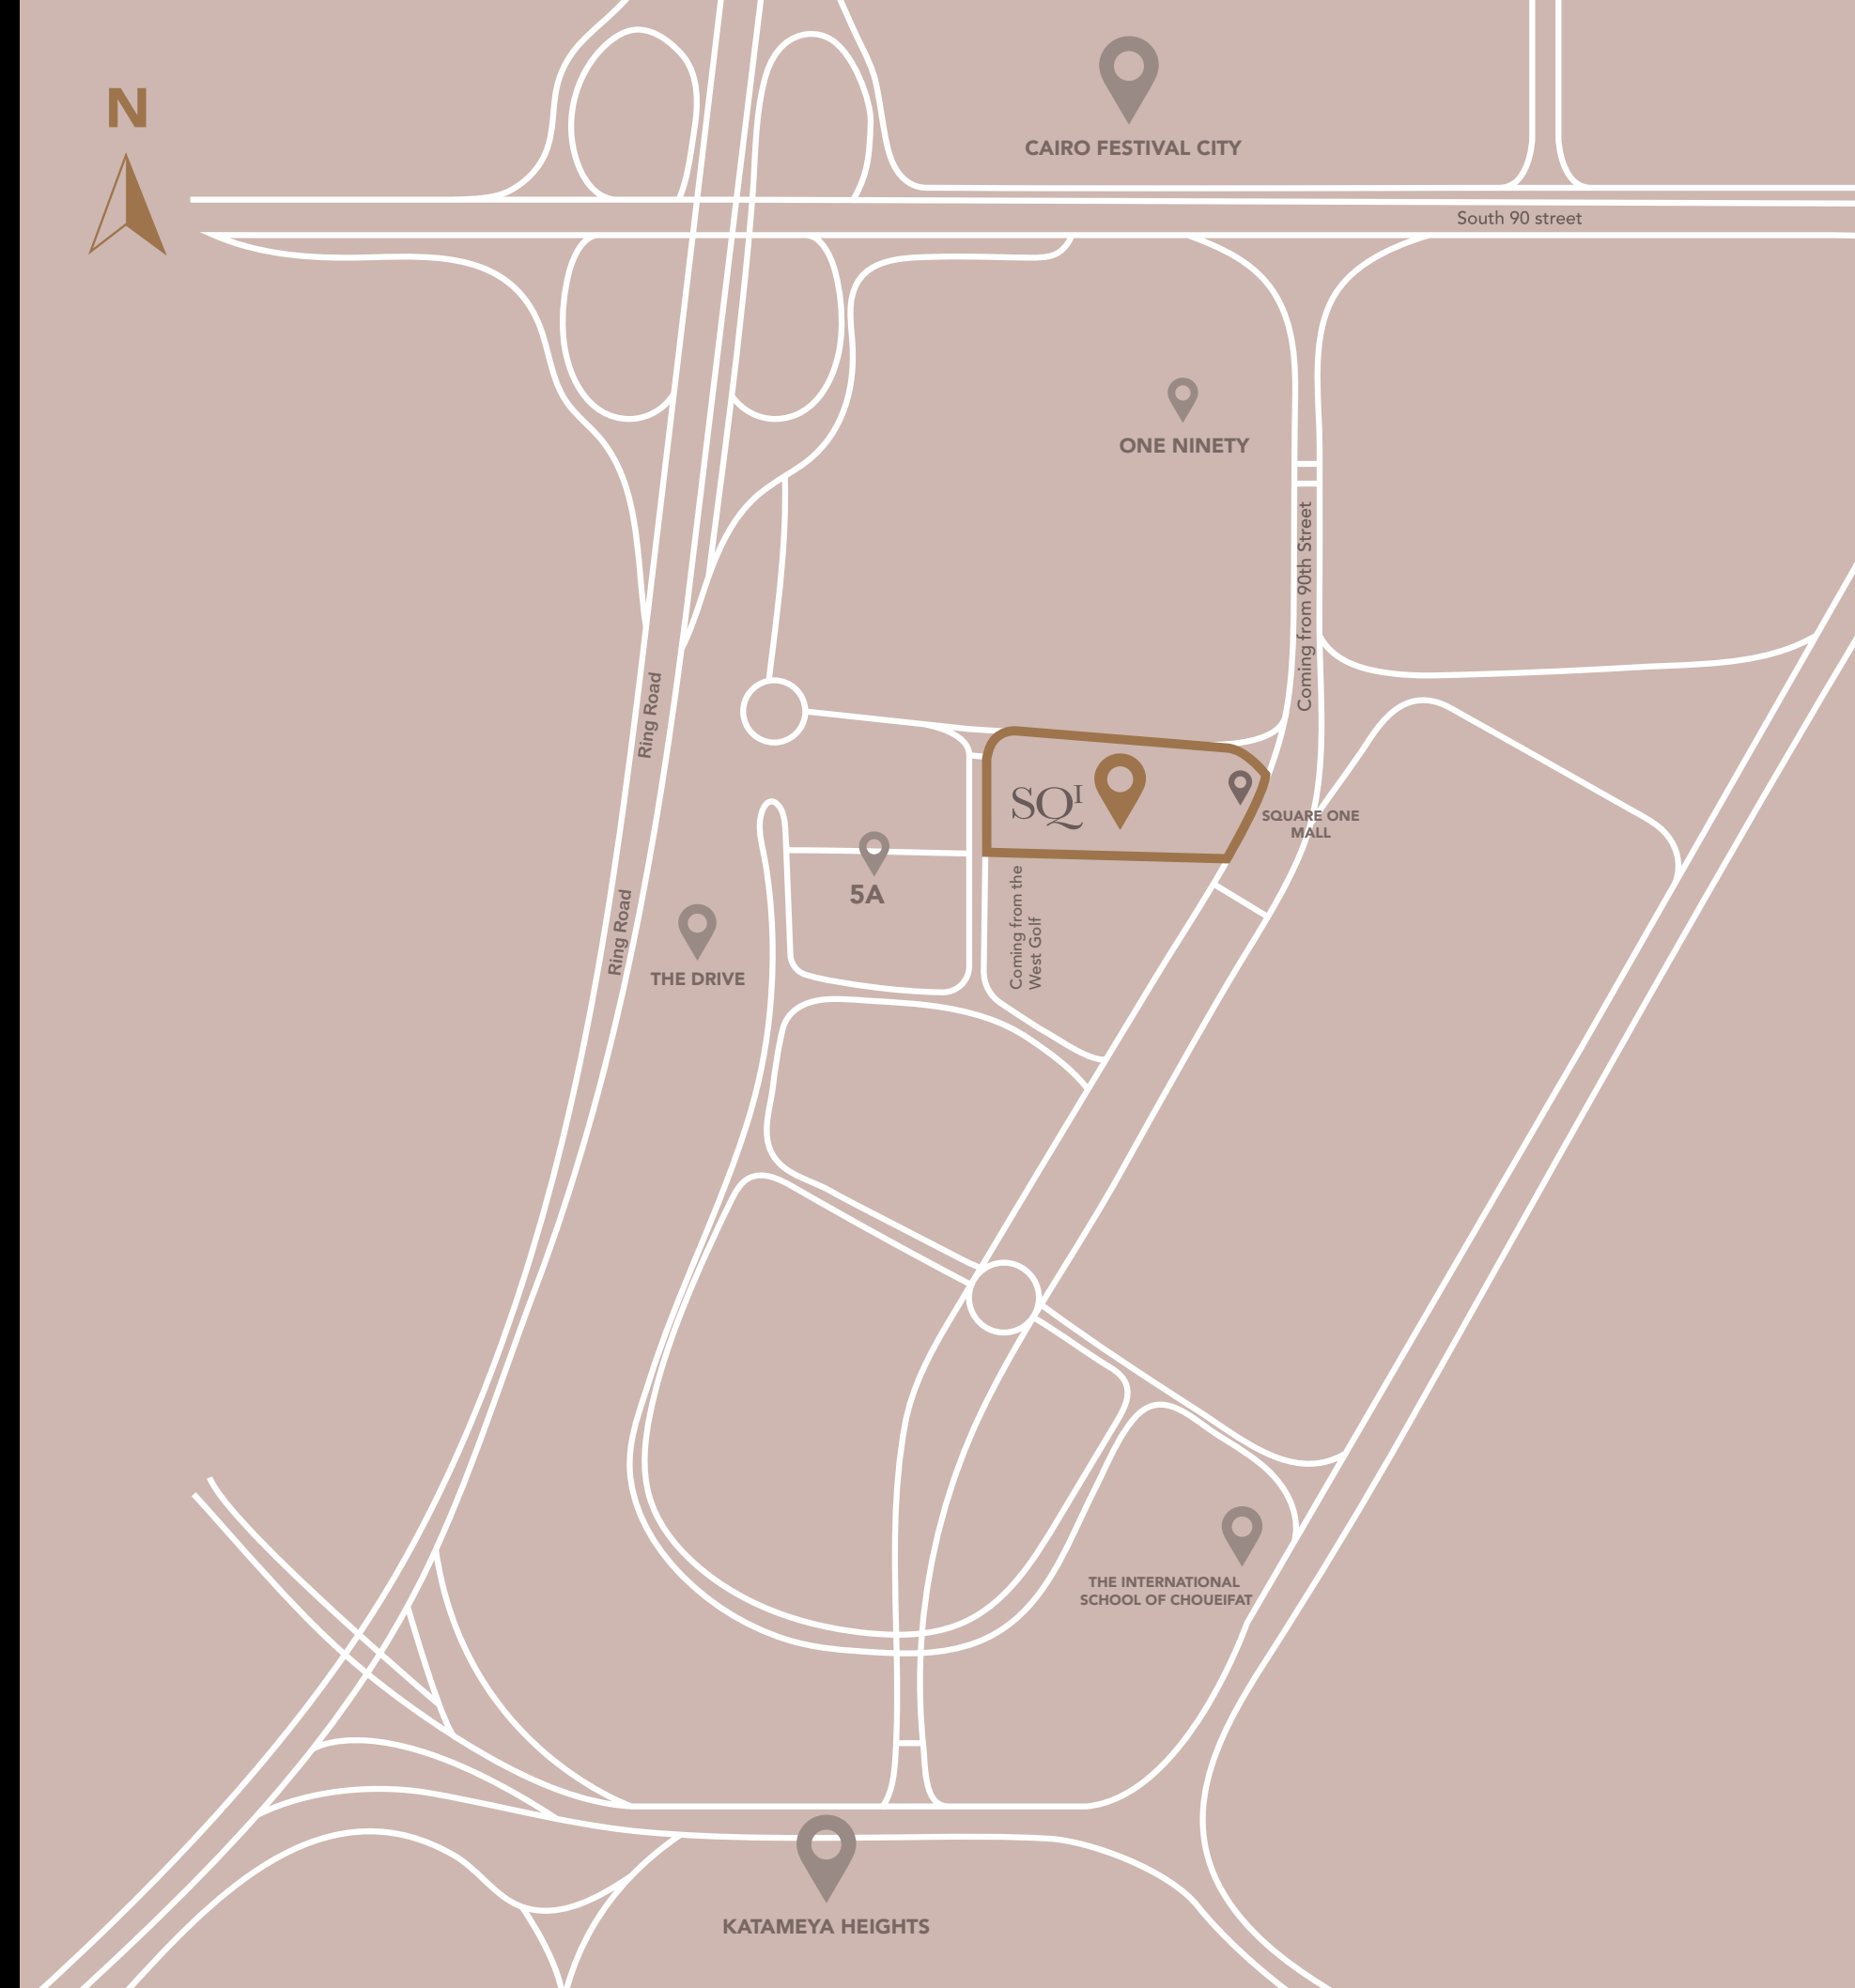 N
CAIRO FESTIVAL CITY
South 90 street
ONE NINETY
Coming from 90th Street
Ring Road
SQI
SQUARE ONE
MALL
5A
Coming from the
West Golf
Ring Road
THE DRIVE
THE INTERNATIONAL
SCHOOL OF CHOUEIFAT
KATAMEYA HEIGHTS